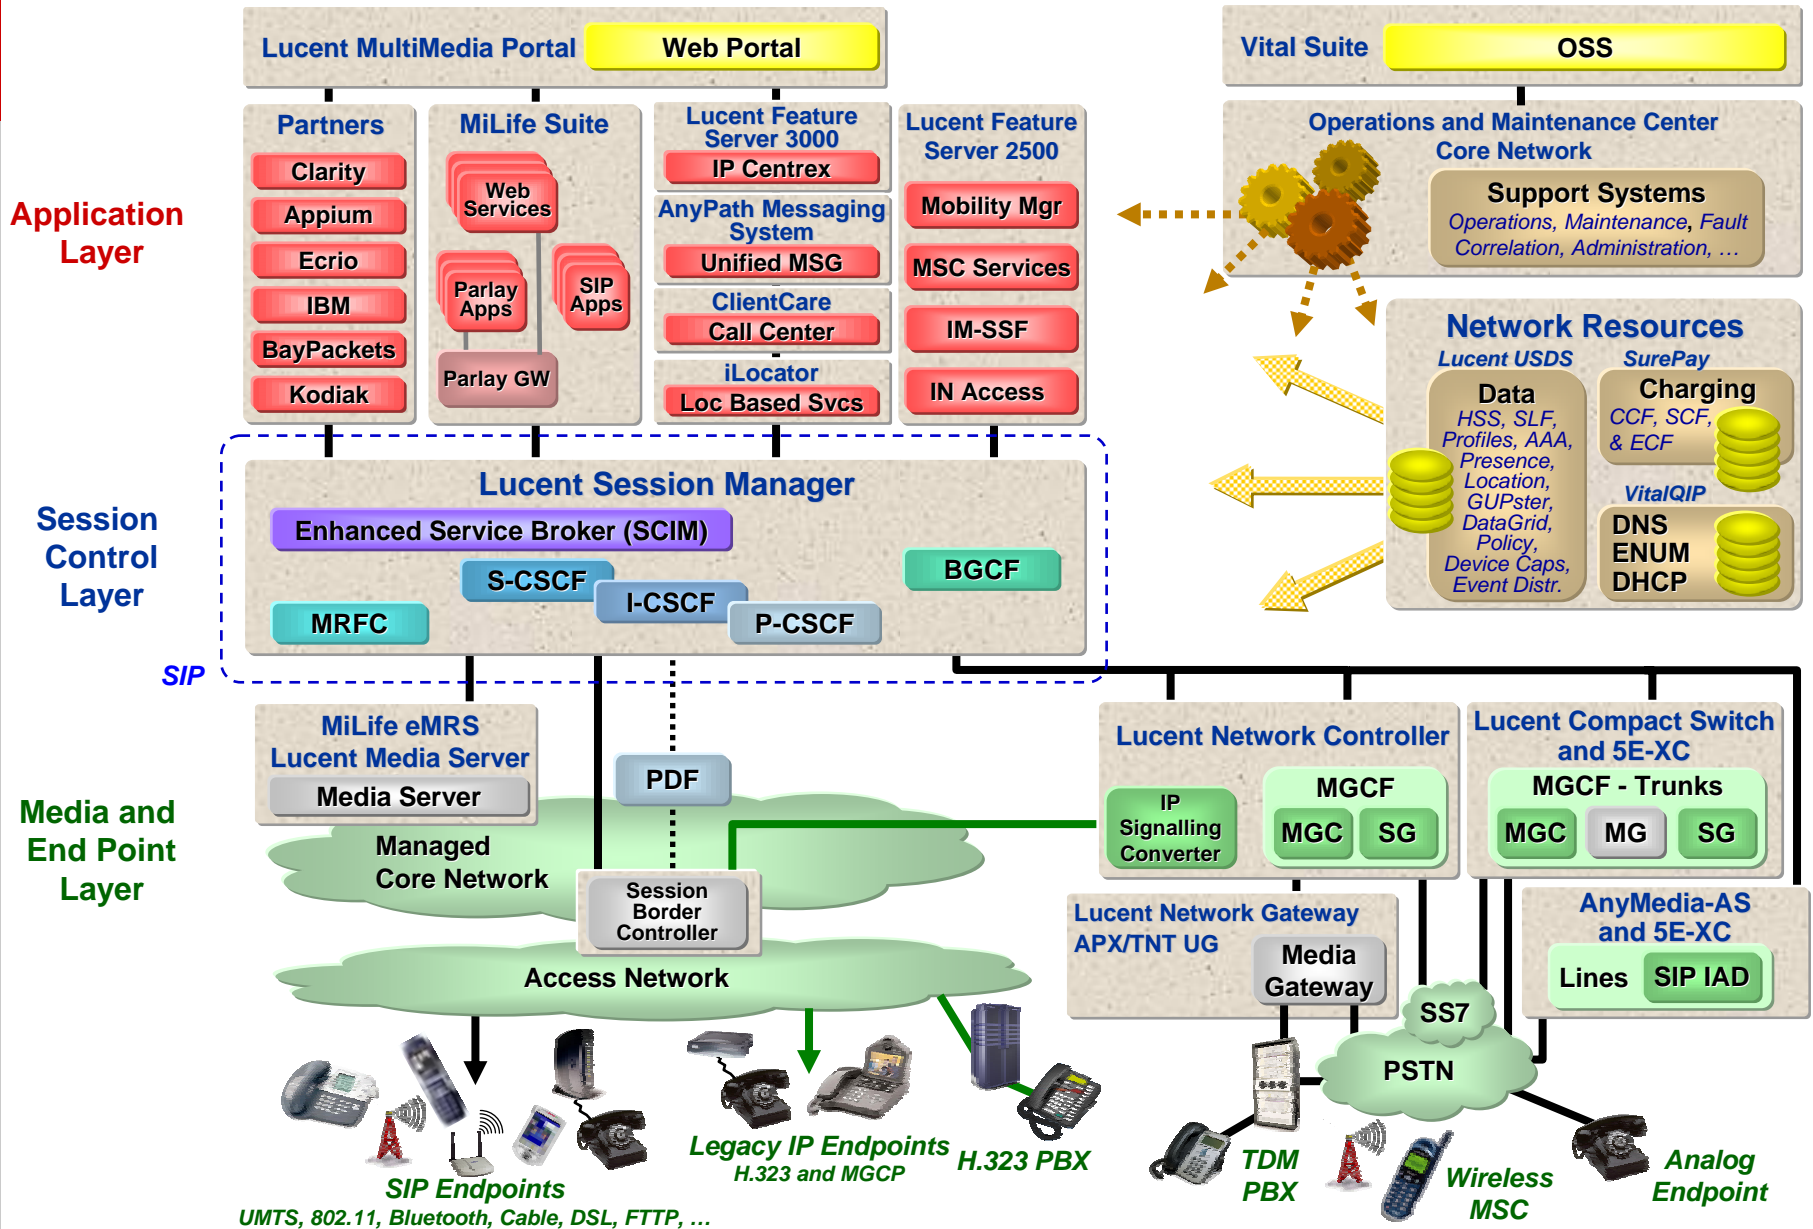 Lucent MultiMedia Portal
Web Portal
Vital Suite
OSS
Application
Layer
Partners
Clarity
Appium
Ecrio
IBM
BayPackets
Kodiak
MiLife Suite
Web
Services
Parlay
Apps
SIP
Apps
Parlay GW
Lucent Feature
Server 3000
IP Centrex
AnyPath Messaging
System
Unified MSG
ClientCare
Call Center
iLocator
Loc Based Svcs
Lucent Feature
Server 2500
Mobility Mgr
MSC Services
IM-SSF
IN Access
Operations and Maintenance Center
Core Network
Support Systems
Operations, Maintenance, Fault
Correlation, Administration, …
Network Resources
Lucent USDS
Data
HSS, SLF,
Profiles, AAA,
Presence,
Location,
GUPster,
DataGrid,
Policy,
Device Caps,
Event Distr.
SurePay
Charging
CCF, SCF,
& ECF
VitalQIP
DNS
ENUM
DHCP
Session
Control
Layer
Lucent Session Manager
Enhanced Service Broker (SCIM)
S-CSCF
I-CSCF
P-CSCF
BGCF
MRFC
SIP
Media and
End Point
Layer
MiLife eMRS
Lucent Media Server
Media Server
PDF
Managed
Core Network
Session
Border
Controller
Access Network
Lucent Network Controller
IP
Signalling
Converter
MGCF
MGC
SG
Lucent Compact Switch
and 5E-XC
MGCF - Trunks
MGC
MG
SG
Lucent Network Gateway
APX/TNT UG
Media
Gateway
AnyMedia-AS
and 5E-XC
Lines
SIP IAD
SS7
PSTN
SIP Endpoints
UMTS, 802.11, Bluetooth, Cable, DSL, FTTP, …
Legacy IP Endpoints
H.323 and MGCP
H.323 PBX
TDM
PBX
Wireless
MSC
Analog
Endpoint